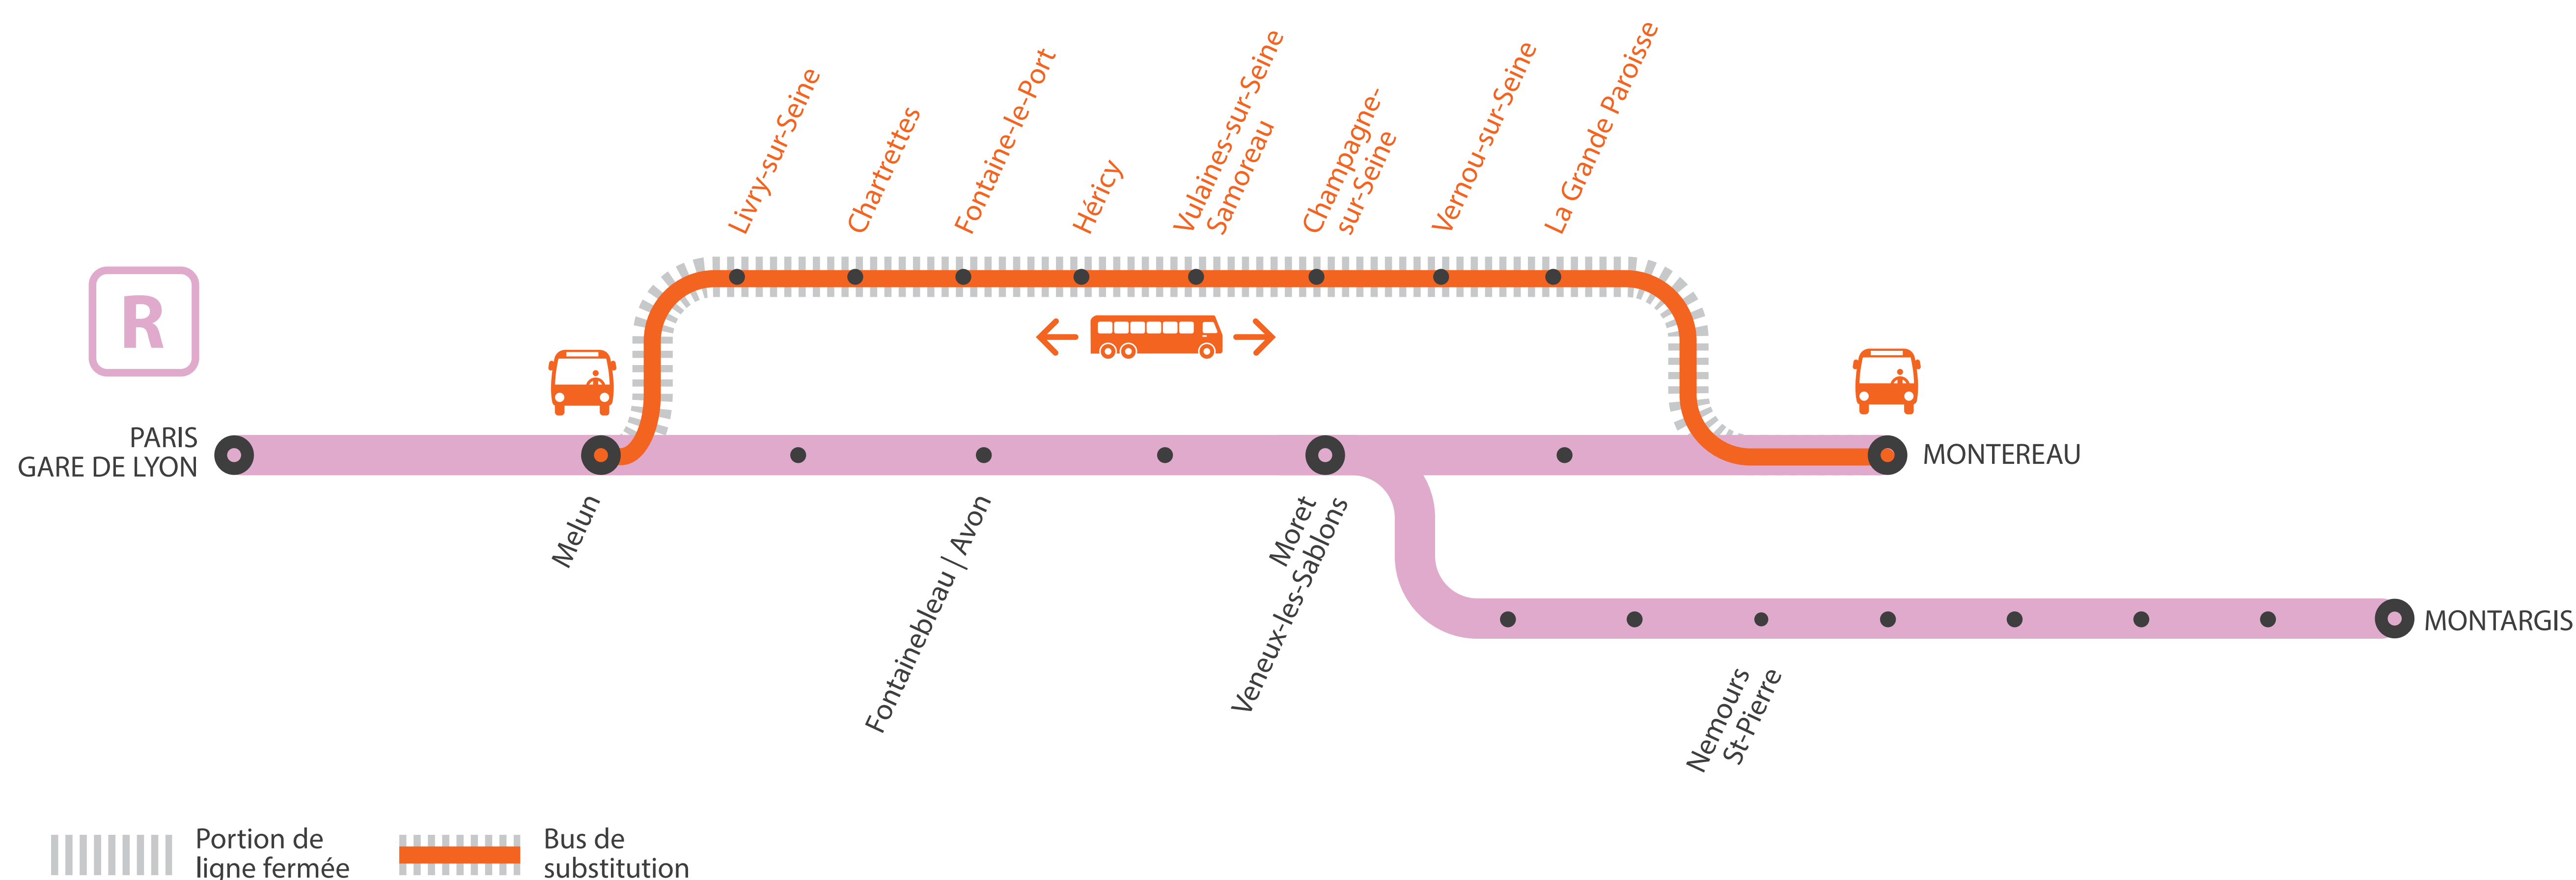 Livry-sur-Seine
Chartrettes
Fontaine-le-Port
Héricy
Vulaines-sur-Seine
Samoreau
Champagne-
sur-Seine
Vernou-sur-Seine
La Grande Paroisse
R
PARIS
GARE DE LYON
MONTEREAU
Melun
Fontainebleau | Avon
Moret
Veneux-les-Sablons
MONTARGIS
Nemours
St-Pierre
Portion de
ligne fermée
Bus de
substitution